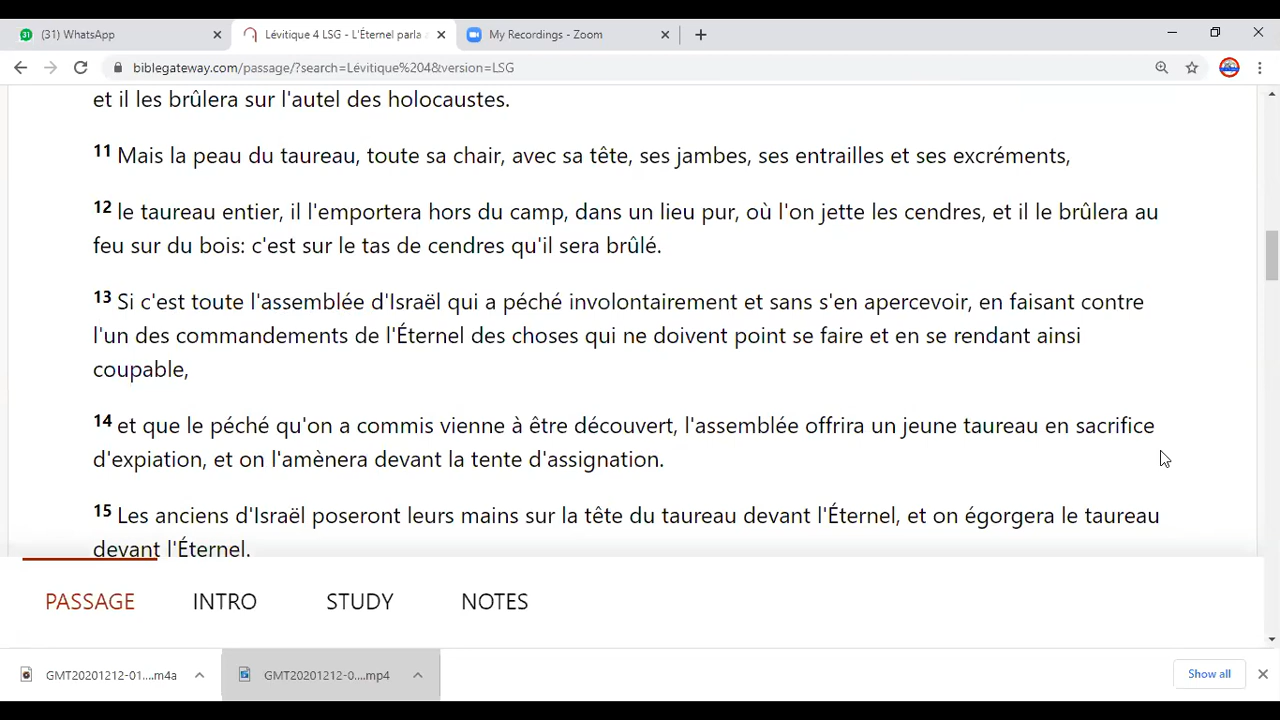 (31) WhatsApp
Lévitique 4 LSG - L'Éternel parla
My Recordings - Zoom
biblegateway.com/passage/?search=Lévitique%204&version=LSG
et il les brûlera sur l'autel des holocaustes.
11 Mais la peau du taureau, toute sa chair, avec sa tête, ses jambes, ses entrailles et ses excréments,
12 le taureau entier, il l'emportera hors du camp, dans un lieu pur, où l'on jette les cendres, et il le brûlera au
feu sur du bois: c'est sur le tas de cendres qu'il sera brûlé.
13 Si c'est toute l'assemblée d'Israël qui a péché involontairement et sans s'en apercevoir, en faisant contre
l'un des commandements de l'Éternel des choses qui ne doivent point se faire et en se rendant ainsi
coupable,
14 et que le péché qu'on a commis vienne à être découvert, l'assemblée offrira un jeune taureau en sacrifice
d'expiation, et on l'amènera devant la tente d'assignation.
15 Les anciens d'Israël poseront leurs mains sur la tête du taureau devant l'Éternel, et on égorgera le taureau
devant l'Éternel.
PASSAGE INTRO STUDY NOTES
GMT20201212-01....m4a GMT20201212-0....mp4 Show all